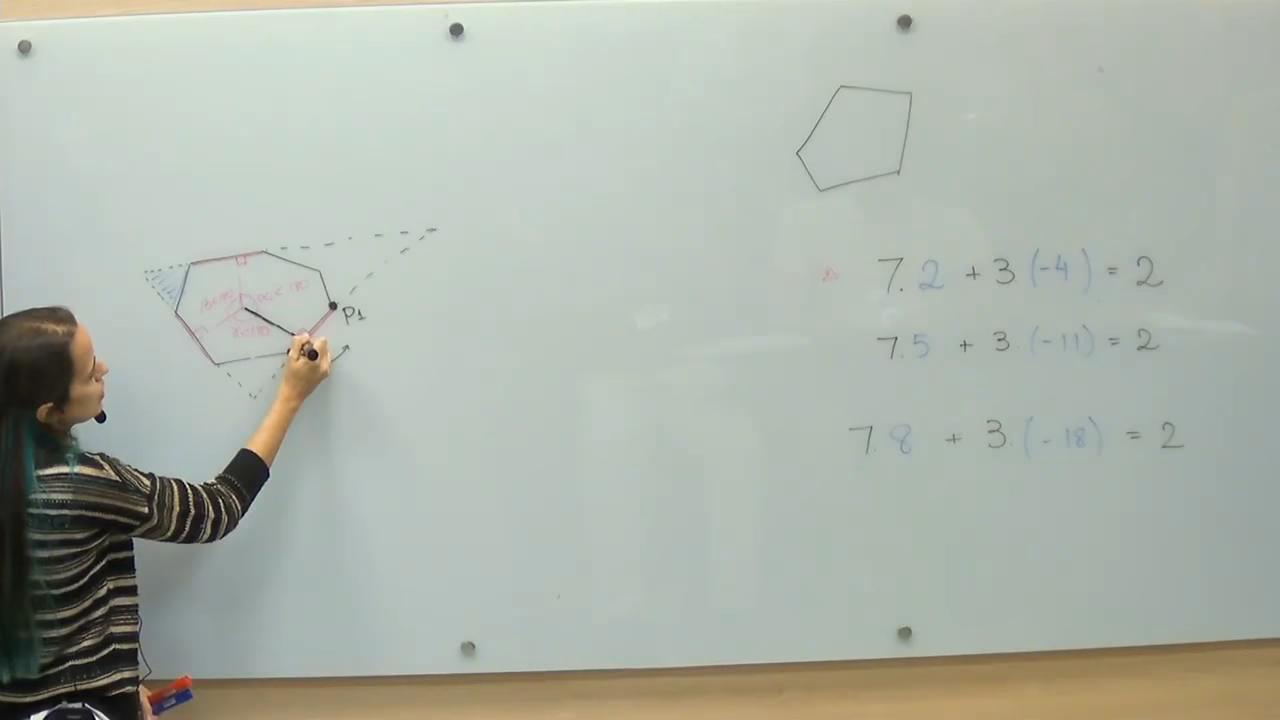 P1
7.2 + 3(-4) = 2
7.5 + 3.(-11) = 2
7.8 + 3.(-18) = 2